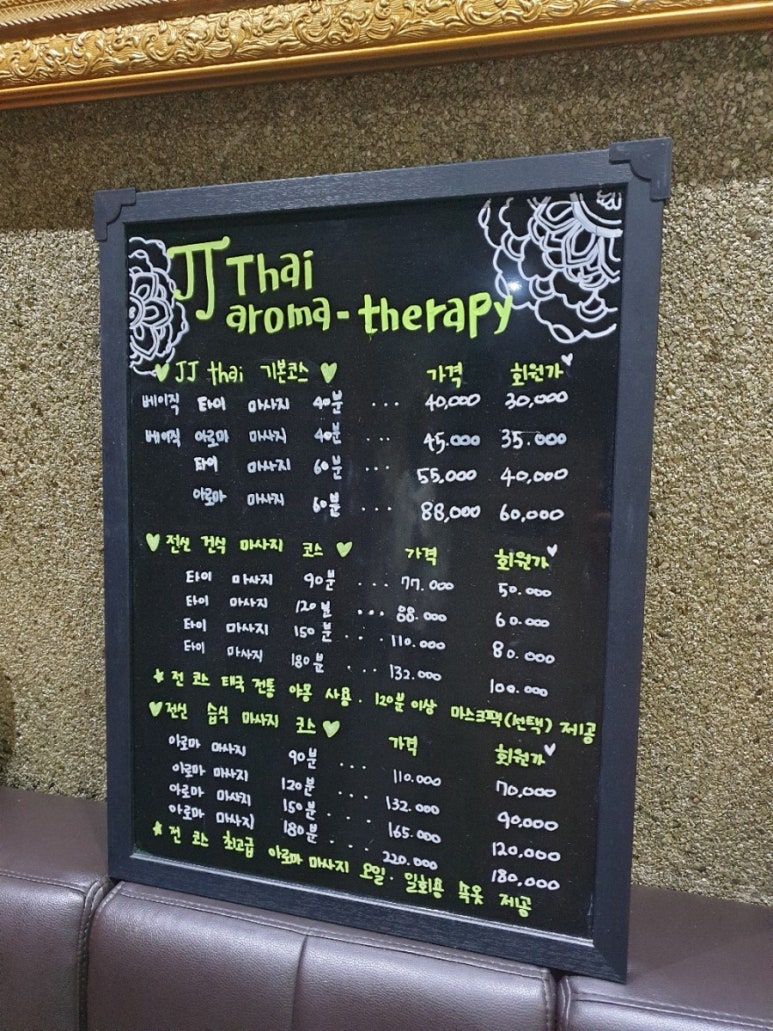 JJ Thai
aroma-therapy
♥ JJ thai 기본코스 ♥ 가격 회원가♥
베이직 타이 마사지 40분 ... 40,000 30,000
베이직 아로마 마사지 40분 ... 45.000 35.000
타이 마사지 60분 ... 55,000 40,000
아로마 마사지 60분 ... 88,000 60,000
♥ 전신 건식 마사지 코스 ♥ 가격 회원가♥
타이 마사지 90분 ... 77.000 50.000
타이 마사지 120분 ... 88.000 60.000
타이 마사지 150분 ... 110.000 80.000
타이 마사지 180분 ... 132.000 100.000
★ 전 코스 태국 전통 야몽 사용. 120분 이상 마스크팩(선택) 제공
♥ 전신 습식 마사지 코스 ♥ 가격 회원가♥
아로마 마사지 90분 ... 110.000 70,000
아로마 마사지 120분 ... 132.000 90,000
아로마 마사지 150분 ... 165.000 120,000
아로마 마사지 180분 ... 220.000 180,000
★ 전 코스 최고급 아로마 마사지 오일. 일회용 속옷 제공